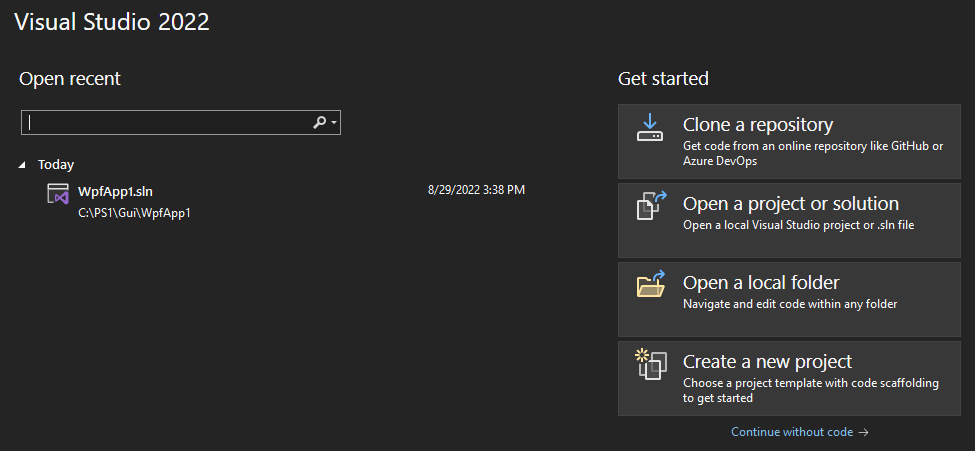 Visual Studio 2022
Open recent
Today
WpfApp1.sln 8/29/2022 3:38 PM
C:\PS1\Gui\WpfApp1
Get started
Clone a repository
Get code from an online repository like GitHub or
Azure DevOps
Open a project or solution
Open a local Visual Studio project or .sln file
Open a local folder
Navigate and edit code within any folder
Create a new project
Choose a project template with code scaffolding
to get started
Continue without code →